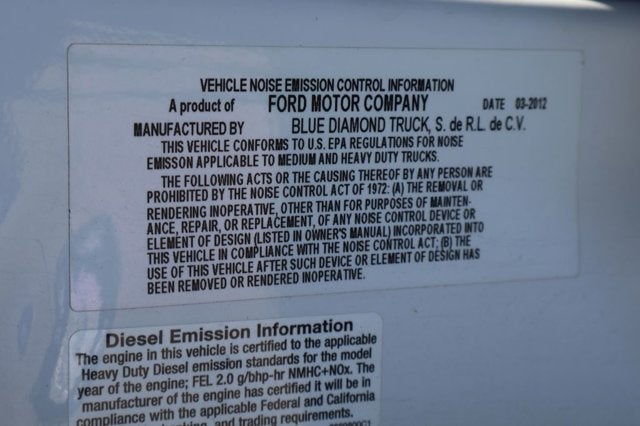 VEHICLE NOISE EMISSION CONTROL INFORMATION
A product of FORD MOTOR COMPANY DATE 03-2012
MANUFACTURED BY BLUE DIAMOND TRUCK, S. de R.L. de C.V.
THIS VEHICLE CONFORMS TO U.S. EPA REGULATIONS FOR NOISE
EMISSON APPLICABLE TO MEDIUM AND HEAVY DUTY TRUCKS.
THE FOLLOWING ACTS OR THE CAUSING THEREOF BY ANY PERSON ARE
PROHIBITED BY THE NOISE CONTROL ACT OF 1972: (A) THE REMOVAL OR
RENDERING INOPERATIVE, OTHER THAN FOR PURPOSES OF MAINTEN-
ANCE, REPAIR, OR REPLACEMENT, OF ANY NOISE CONTROL DEVICE OR
ELEMENT OF DESIGN (LISTED IN OWNER'S MANUAL) INCORPORATED INTO
THIS VEHICLE IN COMPLIANCE WITH THE NOISE CONTROL ACT; (B) THE
USE OF THIS VEHICLE AFTER SUCH DEVICE OR ELEMENT OF DESIGN HAS
BEEN REMOVED OR RENDERED INOPERATIVE.
Diesel Emission Information
The engine in this vehicle is certified to the applicable
Heavy Duty Diesel emission standards for the model
year of the engine; FEL 2.0 g/bhp-hr NMHC+NOx. The
manufacturer of the engine has certified it will be in
compliance with the applicable Federal and California
and trading requirements.